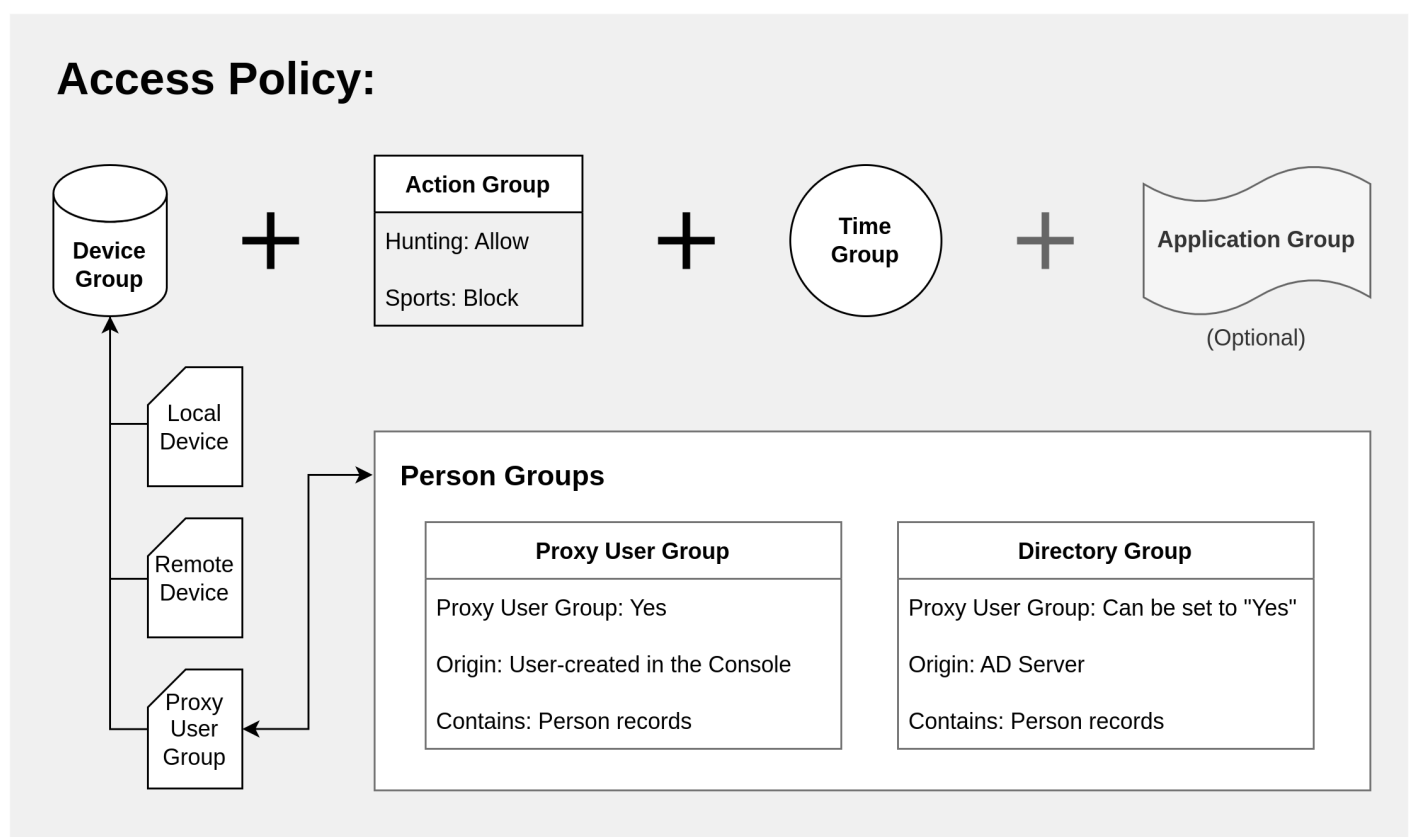 Access Policy:
Device
Group
Action Group
Hunting: Allow
Sports: Block
Time
Group
Application Group
(Optional)
Local
Device
Remote
Device
Proxy
User
Group
Person Groups
Proxy User Group
Proxy User Group: Yes
Origin: User-created in the Console
Contains: Person records
Directory Group
Proxy User Group: Can be set to "Yes"
Origin: AD Server
Contains: Person records